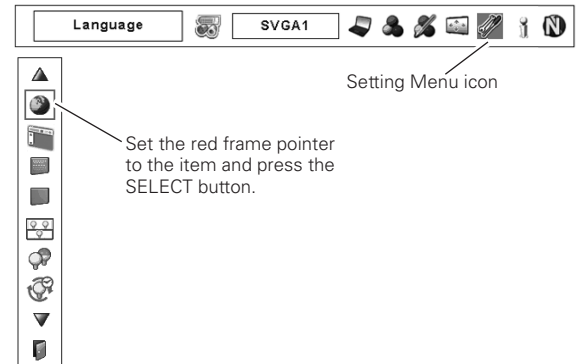 Language
SVGA1
N
Setting Menu icon
Set the red frame pointer
to the item and press the
SELECT button.